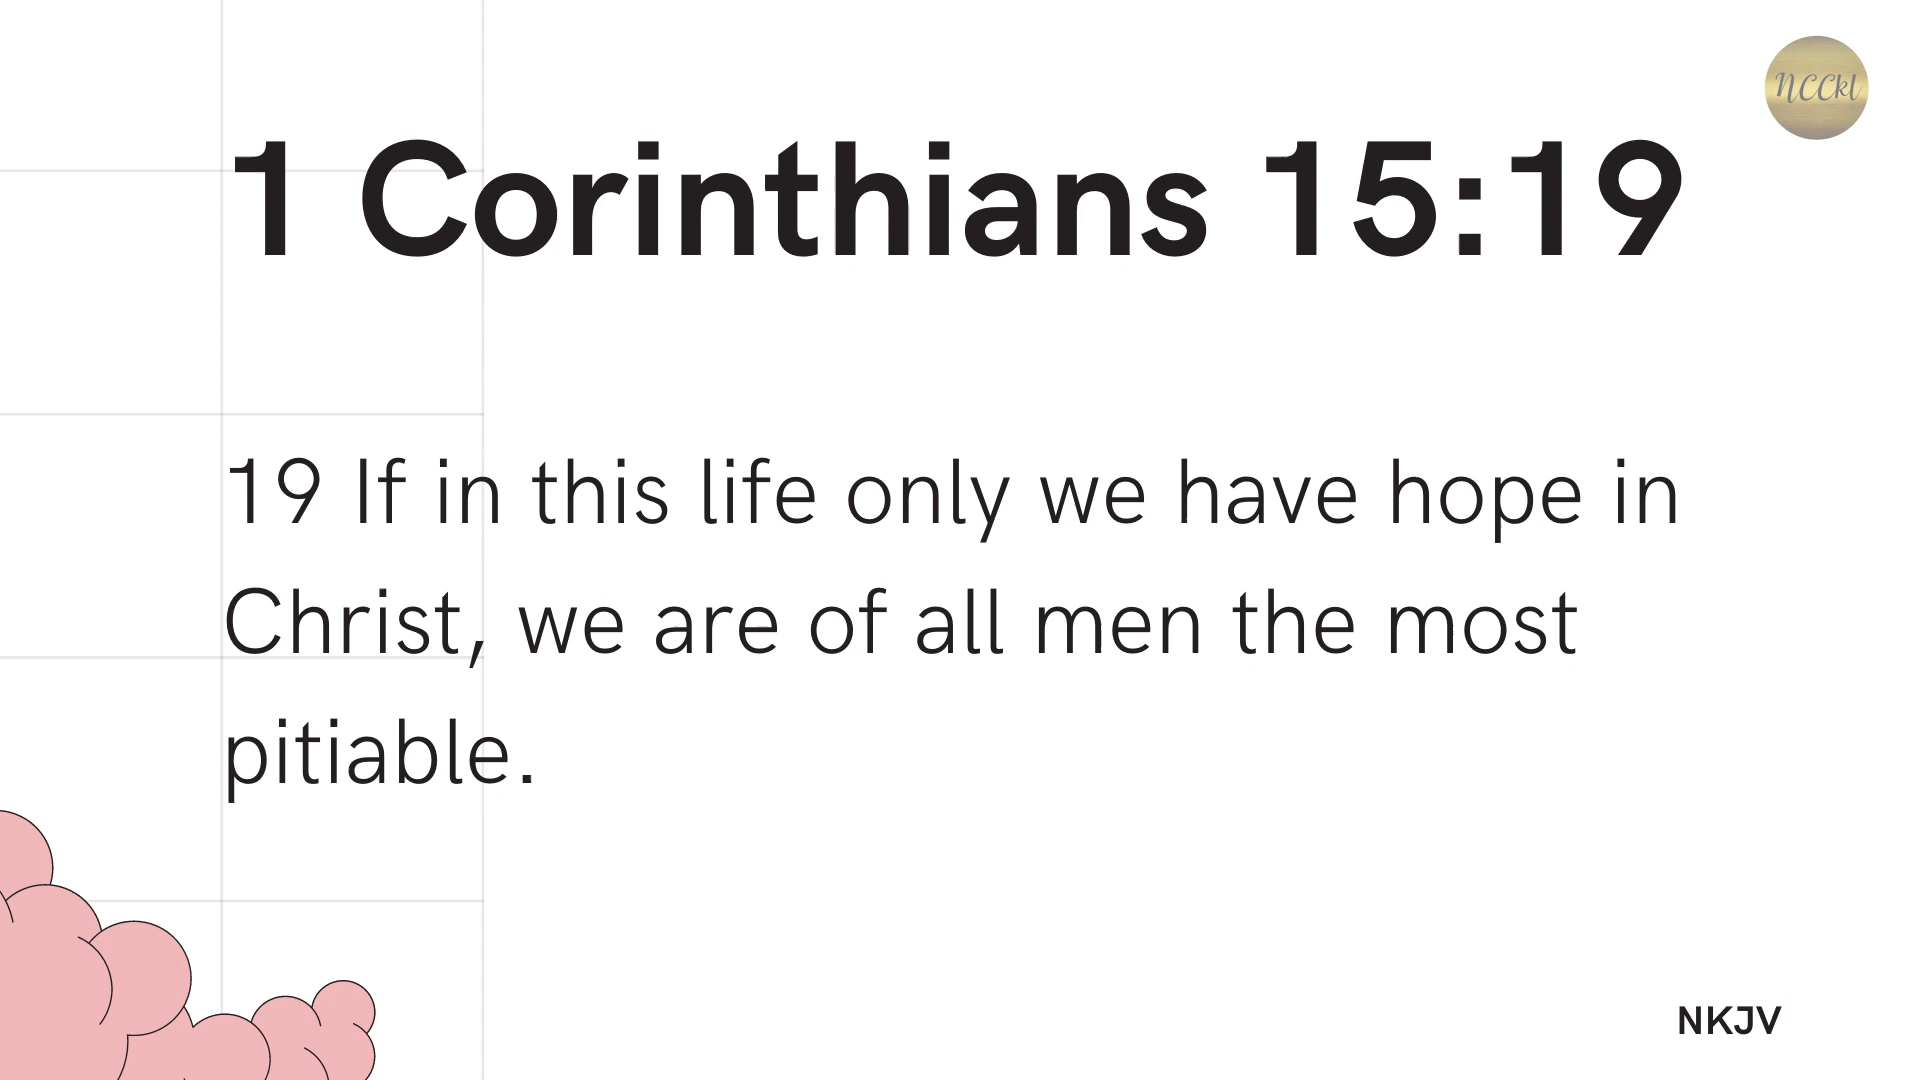 NCCkl
1 Corinthians 15:19
19 If in this life only we have hope in
Christ, we are of all men the most
pitiable.
NKJV